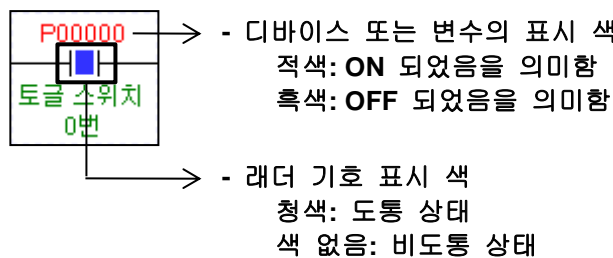 P00000
토글 스위치
0번
- 디바이스 또는 변수의 표시 색
적색: ON 되었음을 의미함
흑색: OFF 되었음을 의미함
- 래더 기호 표시 색
청색: 도통 상태
색 없음: 비도통 상태